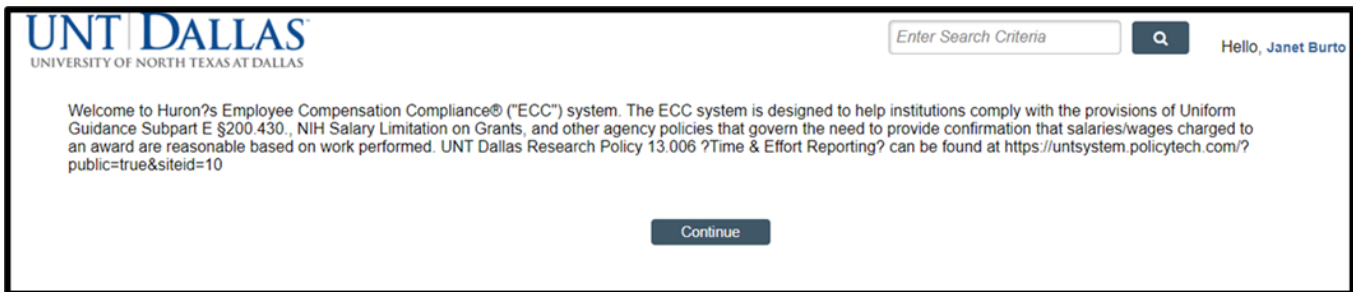 UNT DALLAS
UNIVERSITY OF NORTH TEXAS AT DALLAS
Enter Search Criteria
Hello, Janet Burto
Welcome to Huron?s Employee Compensation Compliance® ("ECC") system. The ECC system is designed to help institutions comply with the provisions of Uniform
Guidance Subpart E §200.430., NIH Salary Limitation on Grants, and other agency policies that govern the need to provide confirmation that salaries/wages charged to
an award are reasonable based on work performed. UNT Dallas Research Policy 13.006 ?Time & Effort Reporting? can be found at https://untsystem.policytech.com/?
public=true&siteid=10
Continue